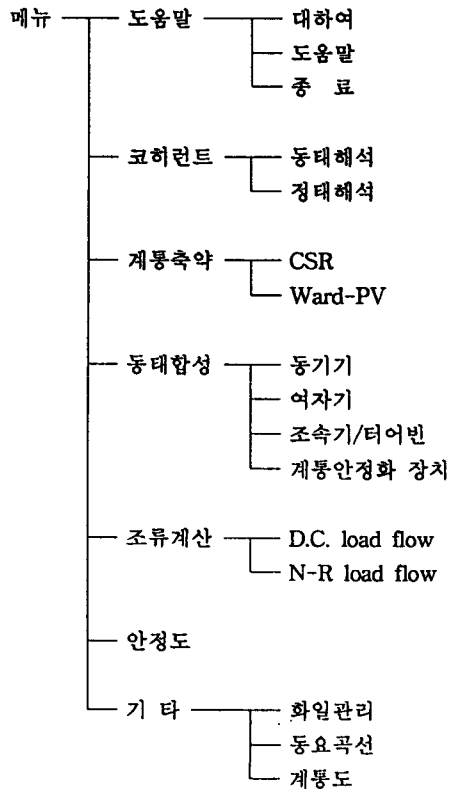 메뉴 도움말 대하여
도움말
종 료
코히런트 동태해석
정태해석
계통축약 CSR
Ward-PV
동태합성 동기기
여자기
조속기/터어빈
계통안정화 장치
조류계산 D.C. load flow
N-R load flow
안정도
기 타 화일관리
동요곡선
계통도